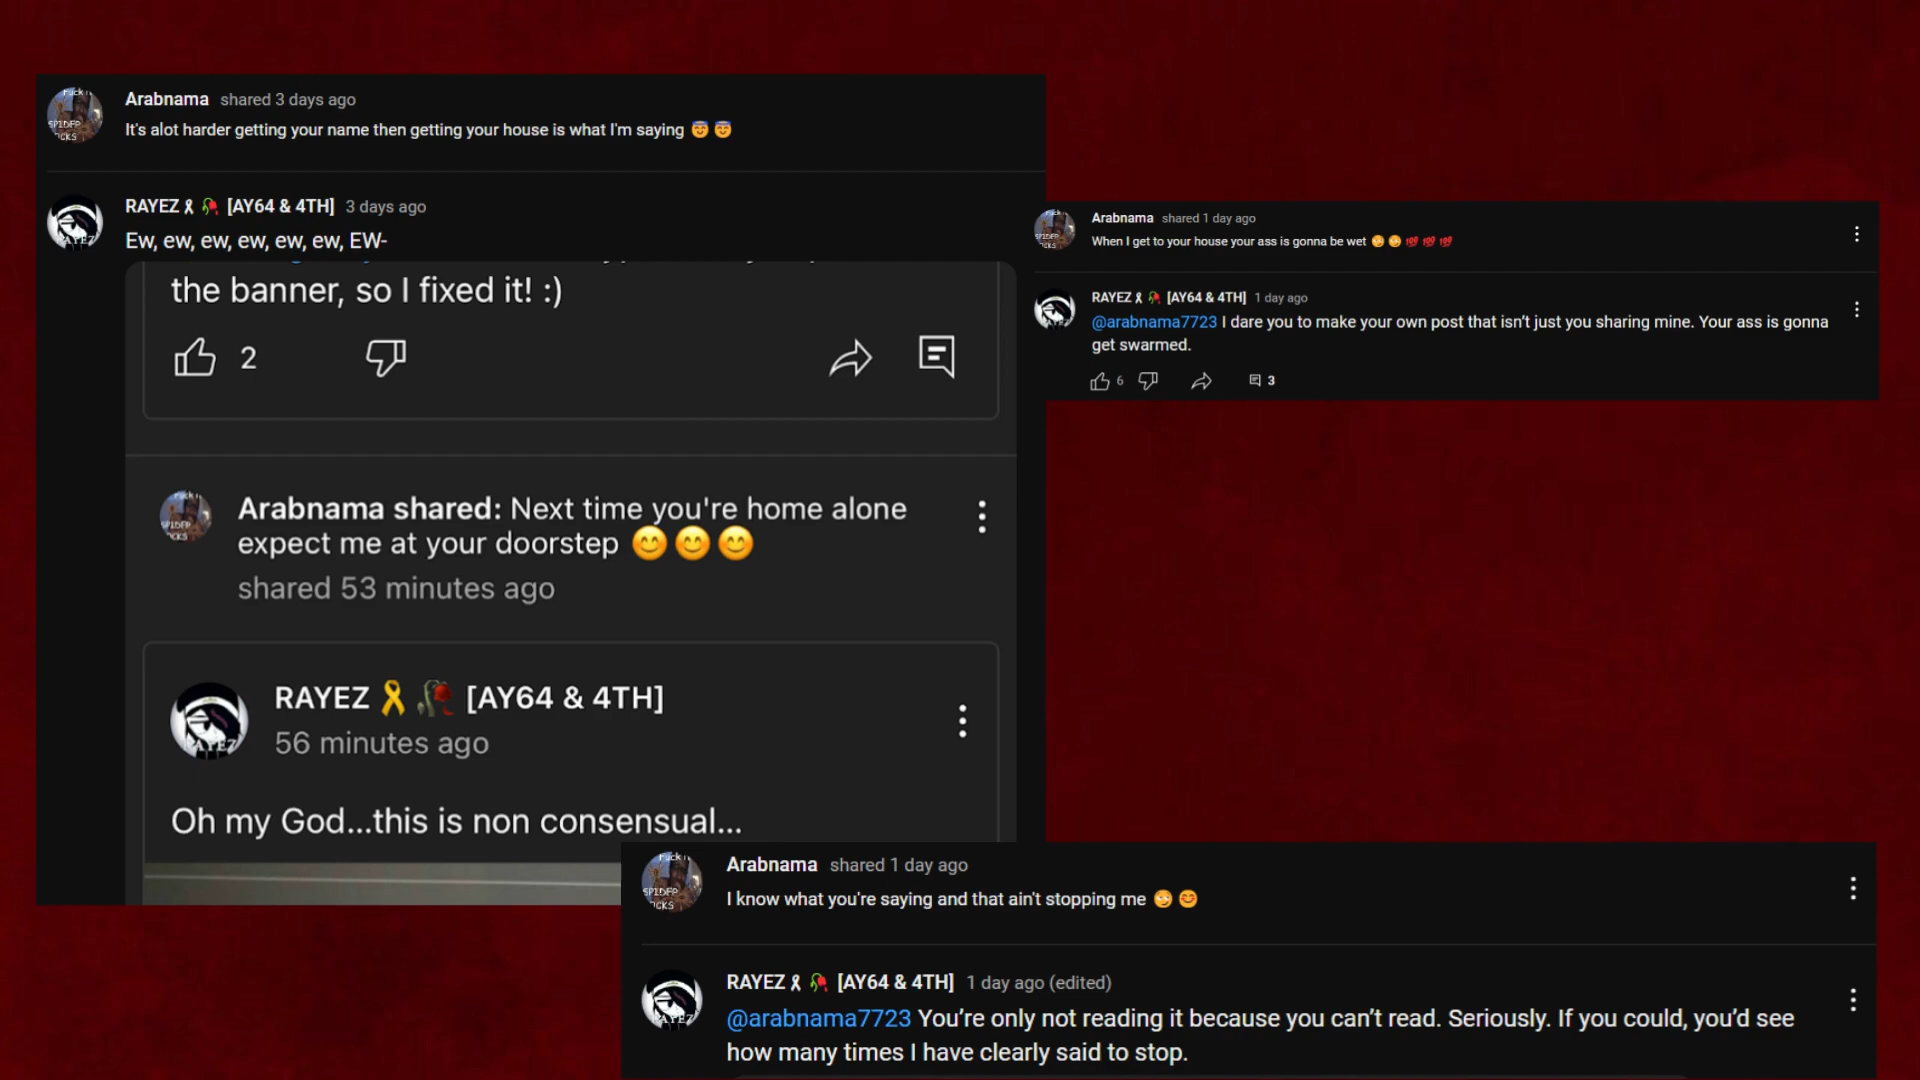 Arabnama shared 3 days ago
It's alot harder getting your name then getting your house is what I'm saying 😇 😇
RAYEZ🎗🥀 [AY64 & 4TH] 3 days ago
Ew, ew, ew, ew, ew, ew, EW-
the banner, so I fixed it! :)
2
Arabnama shared: Next time you're home alone
expect me at your doorstep 😊😊😊
shared 53 minutes ago
RAYEZ🎗🥀 [AY64 & 4TH]
56 minutes ago
Oh my God...this is non consensual...
Arabnama shared 1 day ago
When I get to your house your ass is gonna be wet 😳 😳 💯 💯 💯
RAYEZ🎗🥀 [AY64 & 4TH] 1 day ago
@arabnama7723 I dare you to make your own post that isn’t just you sharing mine. Your ass is gonna
get swarmed.
6 3
Arabnama shared 1 day ago
I know what you're saying and that ain't stopping me 😳 😊
RAYEZ🎗🥀 [AY64 & 4TH] 1 day ago (edited)
@arabnama7723 You’re only not reading it because you can’t read. Seriously. If you could, you’d see
how many times I have clearly said to stop.